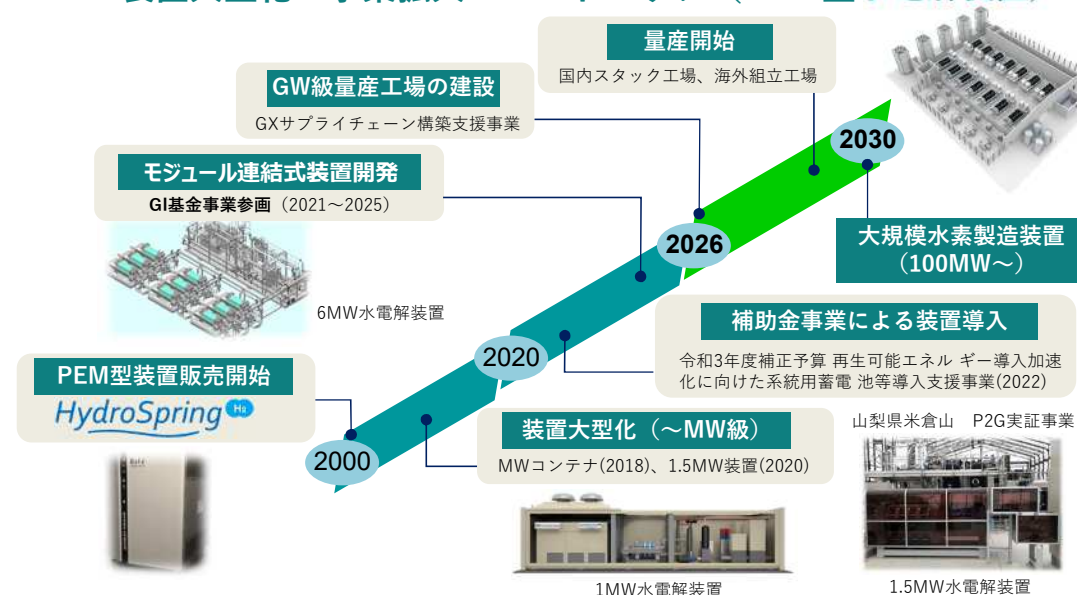 量産開始
国内スタック工場、海外組立工場
GW級量産工場の建設
GXサプライチェーン構築支援事業
モジュール連結式装置開発
GI基金事業参画（2021～2025）
6MW水電解装置
PEM型装置販売開始
HydroSpring H₂
2000
2020
2026
2030
大規模水素製造装置
（100MW～）
補助金事業による装置導入
令和3年度補正予算 再生可能エネル ギー導入加速
化に向けた系統用蓄電 池等導入支援事業(2022)
装置大型化（～MW級）
MWコンテナ(2018)、1.5MW装置(2020)
1MW水電解装置
山梨県米倉山　P2G実証事業
1.5MW水電解装置